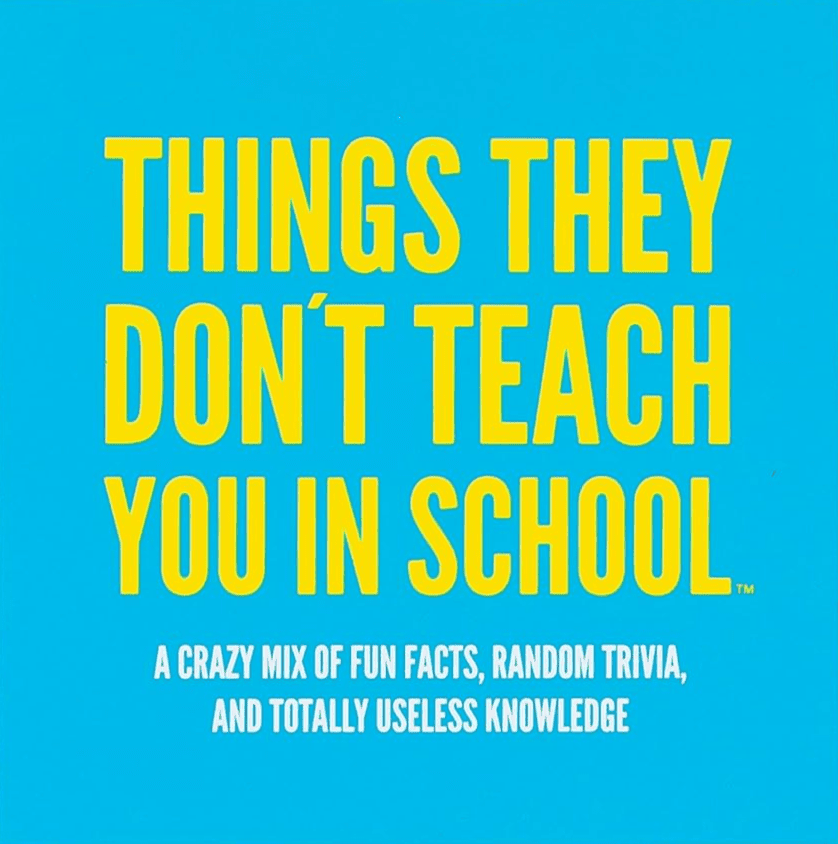 THINGS THEY
DON´T TEACH
YOU IN SCHOOL™
A CRAZY MIX OF FUN FACTS, RANDOM TRIVIA,
AND TOTALLY USELESS KNOWLEDGE